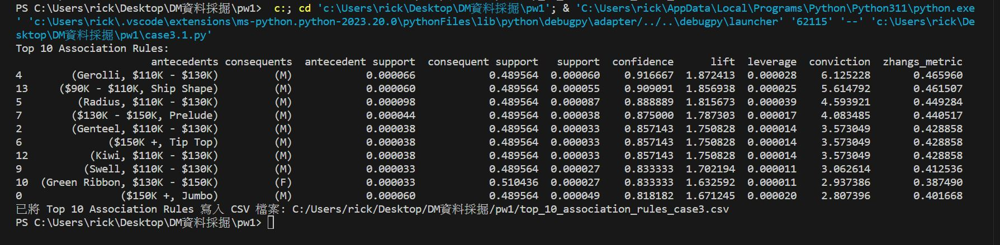 PS C:\Users\rick\Desktop\DM資料採掘\pw1>  c:; cd 'c:\Users\rick\Desktop\DM資料採掘\pw1'; & 'C:\Users\rick\AppData\Local\Programs\Python\Python311\python.exe
' 'c:\Users\rick\.vscode\extensions\ms-python.python-2023.20.0\pythonFiles\lib\python\debugpy\adapter/../..\debugpy\launcher' '62115' '--' 'c:\Users\rick\De
sktop\DM資料採掘\pw1\case3.1.py'
Top 10 Association Rules:
antecedents consequents  antecedent support  consequent support   support  confidence      lift  leverage  conviction  zhangs_metric
4       (Gerolli, $110K - $130K)         (M)            0.000066            0.489564  0.000060    0.916667  1.872413  0.000028    6.125228       0.465960
13    ($90K - $110K, Ship Shape)         (M)            0.000060            0.489564  0.000055    0.909091  1.856938  0.000025    5.614792       0.461507
5        (Radius, $110K - $130K)         (M)            0.000098            0.489564  0.000087    0.888889  1.815673  0.000039    4.593921       0.449284
7       ($130K - $150K, Prelude)         (M)            0.000044            0.489564  0.000038    0.875000  1.787303  0.000017    4.083485       0.440517
2       (Genteel, $110K - $130K)         (M)            0.000038            0.489564  0.000033    0.857143  1.750828  0.000014    3.573049       0.428858
6             ($150K +, Tip Top)         (M)            0.000038            0.489564  0.000033    0.857143  1.750828  0.000014    3.573049       0.428858
12         (Kiwi, $110K - $130K)         (M)            0.000038            0.489564  0.000033    0.857143  1.750828  0.000014    3.573049       0.428858
9         (Swell, $110K - $130K)         (M)            0.000033            0.489564  0.000027    0.833333  1.702194  0.000011    3.062614       0.412536
10  (Green Ribbon, $130K - $150K)         (F)            0.000033            0.510436  0.000027    0.833333  1.632592  0.000011    2.937386       0.387490
0               ($150K +, Jumbo)         (M)            0.000060            0.489564  0.000049    0.818182  1.671245  0.000020    2.807396       0.401668
已將 Top 10 Association Rules 寫入 CSV 檔案: C:/Users/rick/Desktop/DM資料採掘/pw1/top_10_association_rules_case3.csv
PS C:\Users\rick\Desktop\DM資料採掘\pw1>